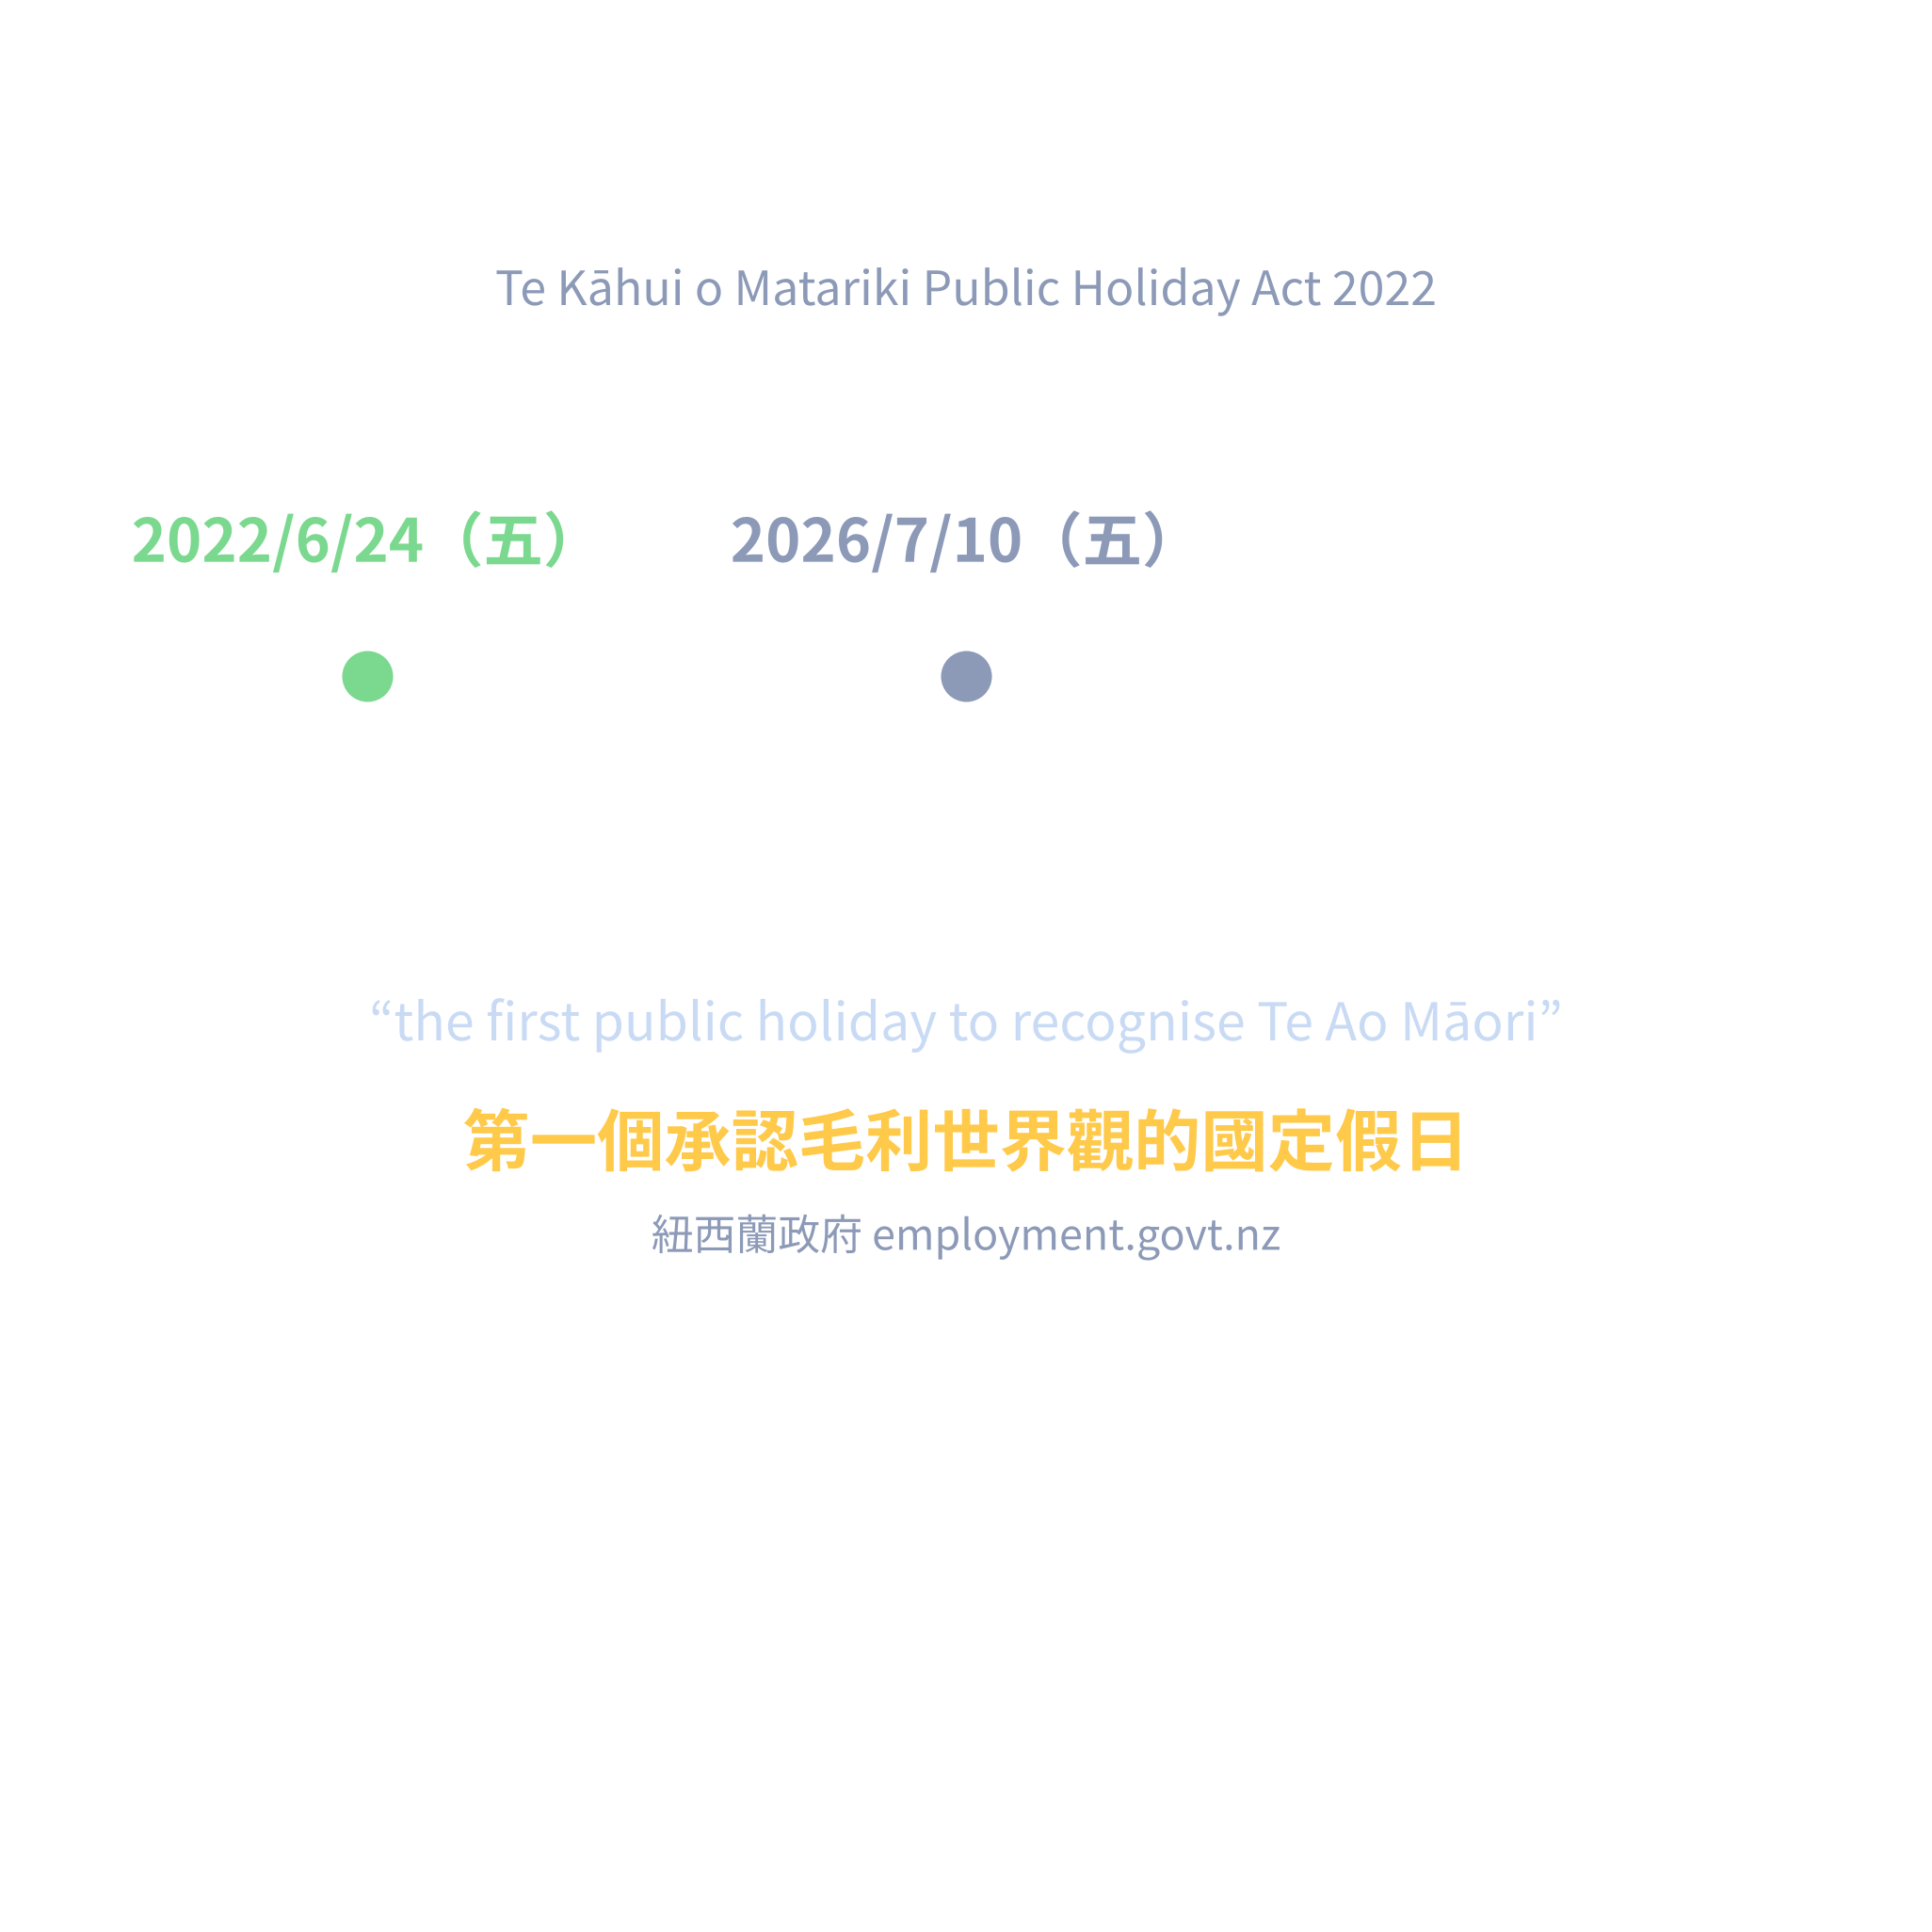 Te Kāhui o Matariki Public Holiday Act 2022
2022/6/24（五） 2026/7/10（五）
“the first public holiday to recognise Te Ao Māori”
第一個承認毛利世界觀的國定假日
紐西蘭政府 employment.govt.nz